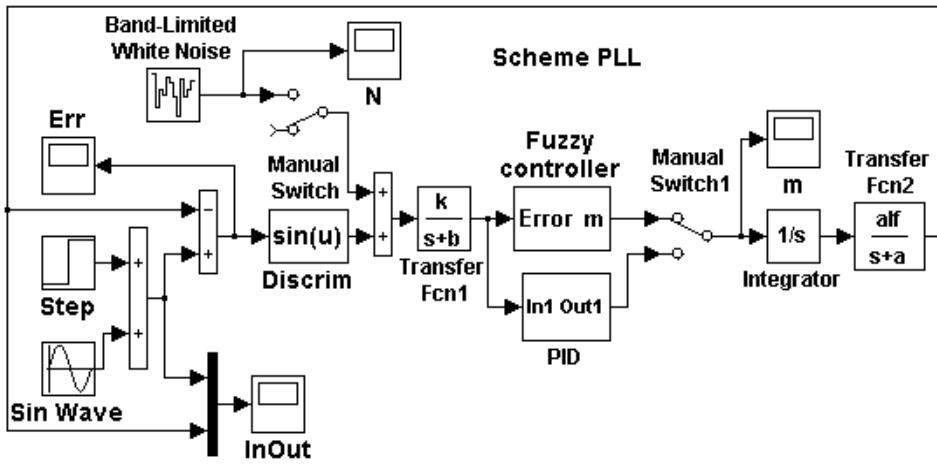 Band-Limited
White Noise
N
Scheme PLL
Err
Manual
Switch
Fuzzy
controller
Manual
Switch1
m
Transfer
Fcn2
-
+
sin(u)
Discrim
+
+
k
s+b
Transfer
Fcn1
Error m
1/s
Integrator
alf
s+a
Step
+
+
In1 Out1
PID
Sin Wave
InOut